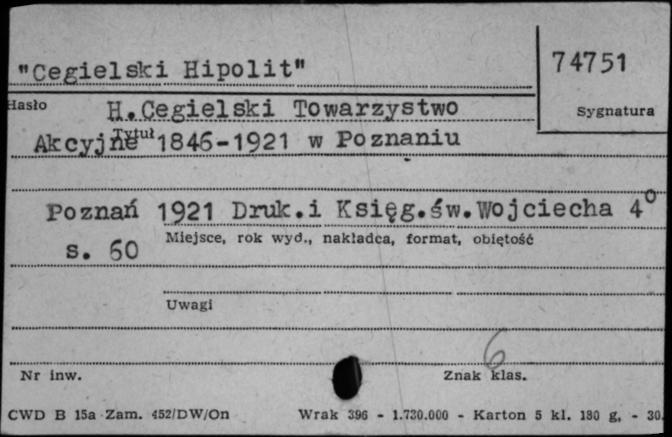 "Cegielski Hipolit"
74751
Hasło
H.Cegielski Towarzystwo
Sygnatura
Tytuł
Akcyjne 1846-1921 w Poznaniu
Poznań 1921 Druk.i Księg.św.Wojciecha 4°
Miejsce, rok wyd., nakładca, format, objętość
s. 60
Uwagi
6
Nr inw.
Znak klas.
CWD B 15a Zam. 452/DW/On
Wrak 396 - 1.730.000 - Karton 5 kl. 180 g. - 30.